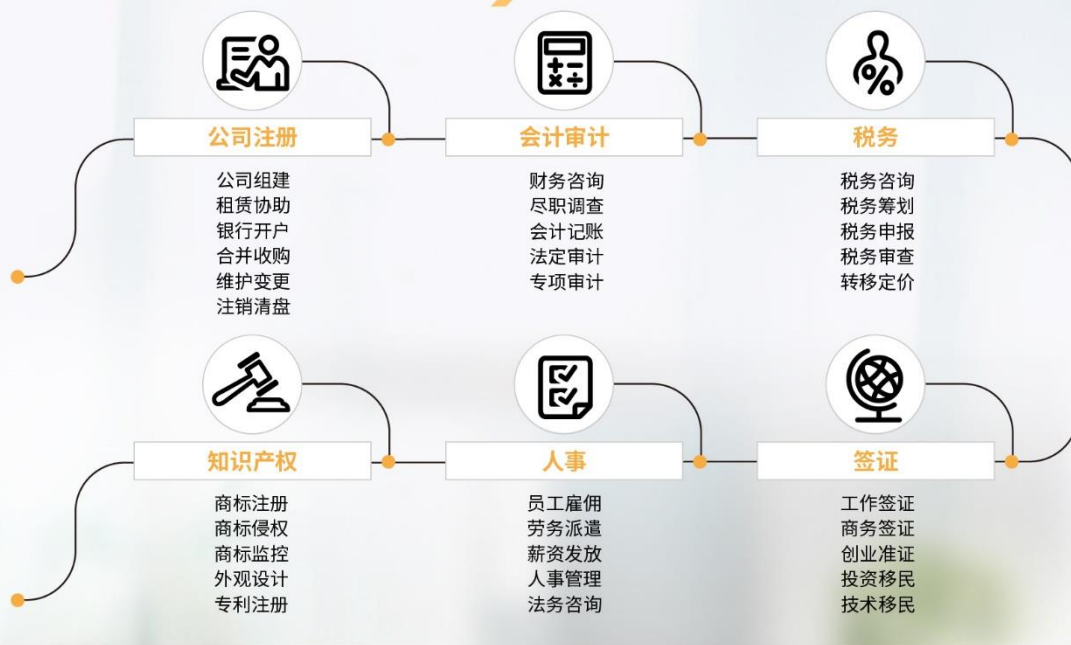 公司注册
公司组建
租赁协助
银行开户
合并收购
维护变更
注销清盘
会计审计
财务咨询
尽职调查
会计记账
法定审计
专项审计
税务
税务咨询
税务筹划
税务申报
税务审查
转移定价
知识产权
商标注册
商标侵权
商标监控
外观设计
专利注册
人事
员工雇佣
劳务派遣
薪资发放
人事管理
法务咨询
签证
工作签证
商务签证
创业准证
投资移民
技术移民